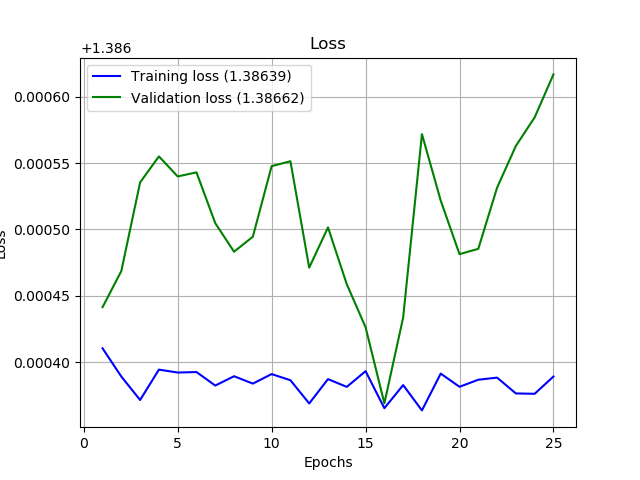 Loss
+1.386
Training loss (1.38639)
Validation loss (1.38662)
0.00060
0.00055
0.00050
0.00045
0.00040
Loss
0 5 10 15 20 25
Epochs